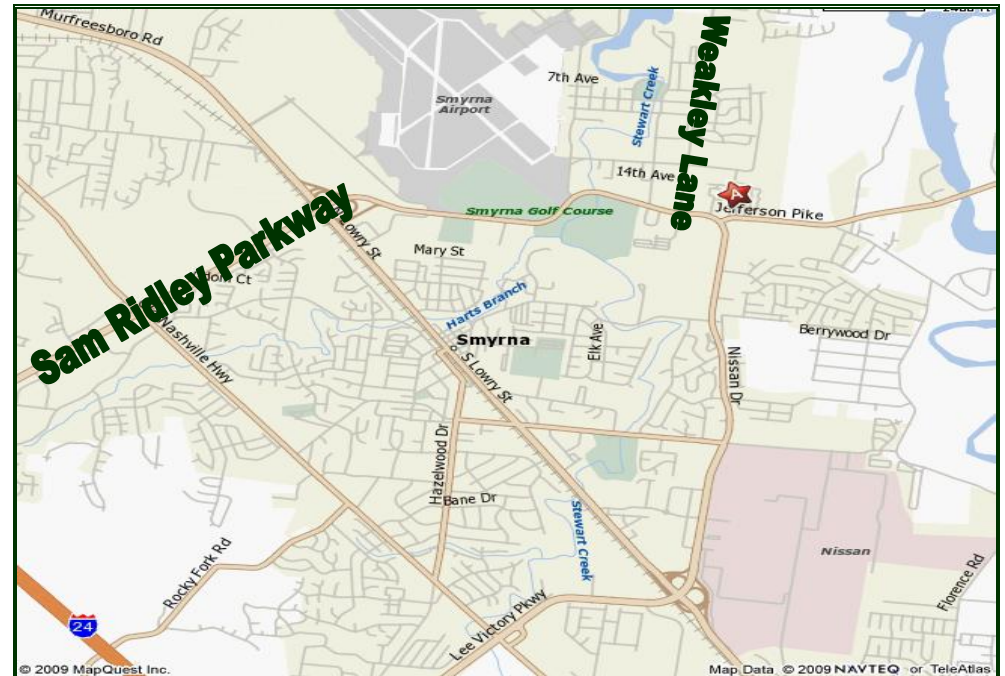 Murfreesboro Rd
Weakley Lane
7th Ave
Smyrna
Airport
Stewart Creek
14th Ave
A
Jefferson Pike
Smyrna Golf Course
Sam Ridley Parkway
Lowry St
Mary St
Harts Branch
Nashville Hwy
Smyrna
Elk Ave
Berrywood Dr
S Lowry St
Nissan Dr
Hazelwood Dr
Bane Dr
Stewart Creek
Nissan
Rocky Fork Rd
Florence Rd
24
Lee Victory Pkwy
© 2009 MapQuest Inc.
Map Data © 2009 NAVTEQ or TeleAtlas